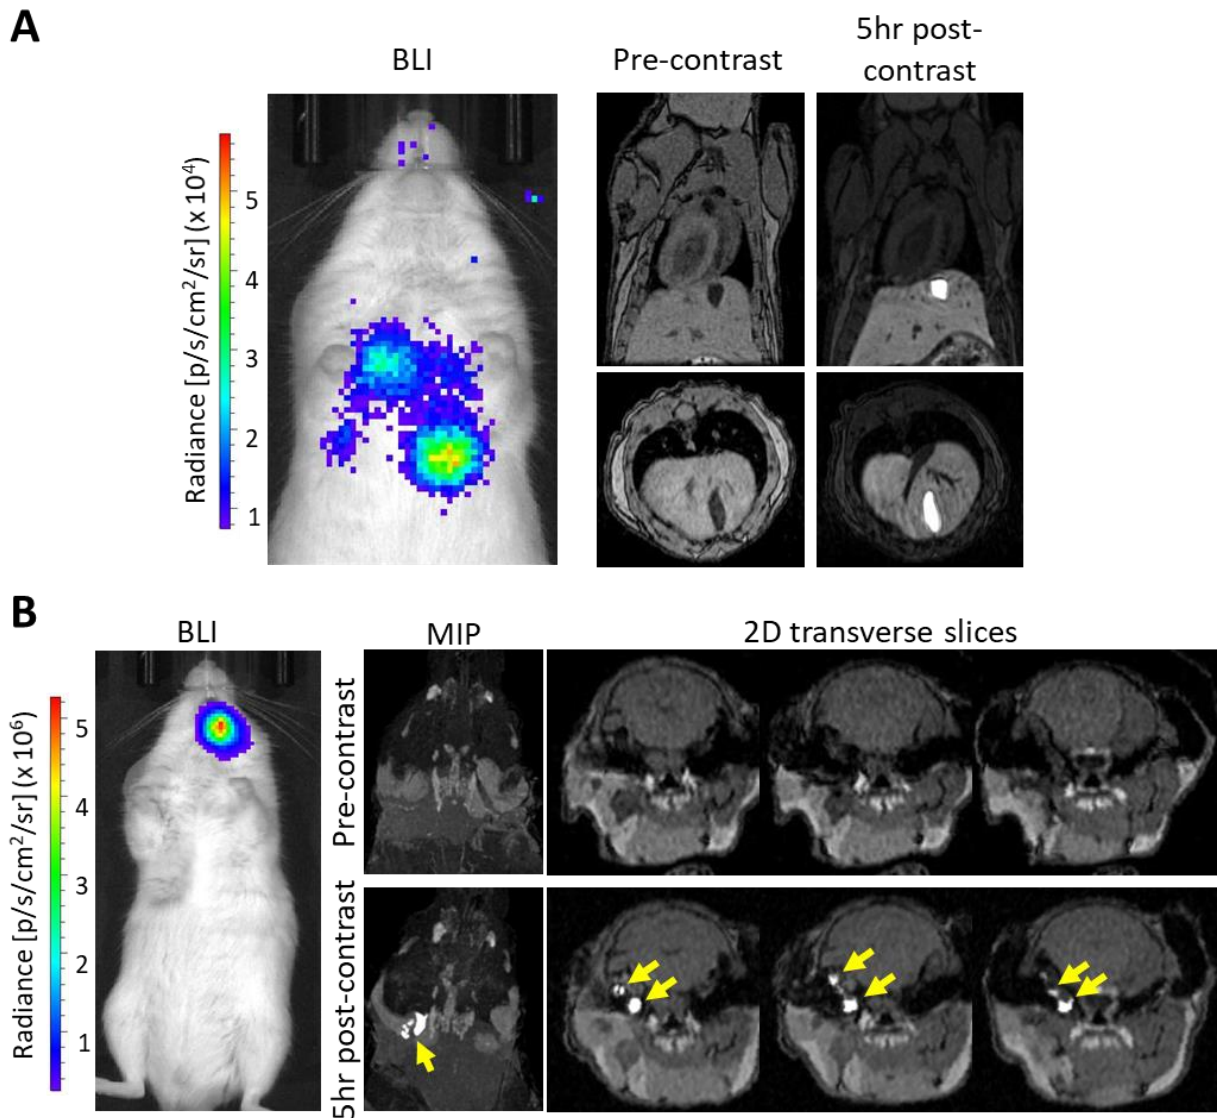 A
BLI
Pre-contrast
5hr post-
contrast
Radiance [p/s/cm²/sr] (x 10⁴)
5
4
3
2
1
B
BLI
MIP
2D transverse slices
Radiance [p/s/cm²/sr] (x 10⁶)
5
4
3
2
1
Pre-contrast
5hr post-contrast